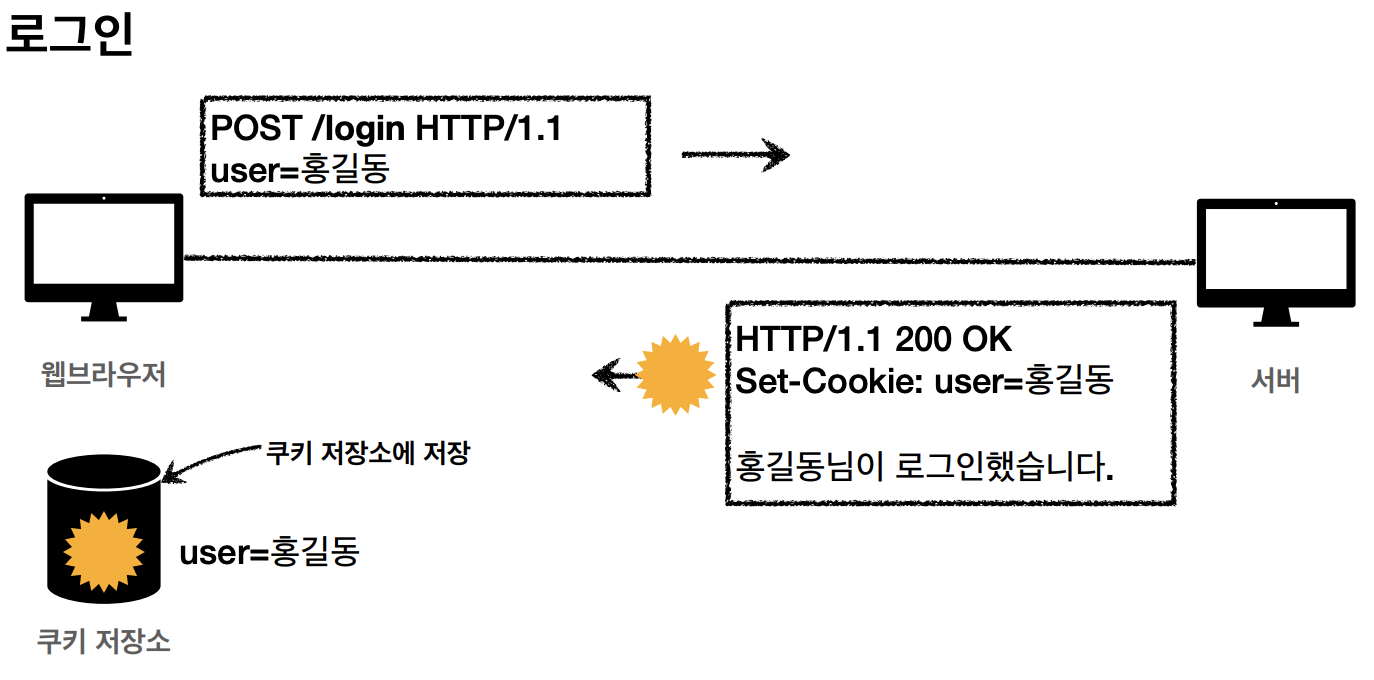 로그인
POST /login HTTP/1.1
user=홍길동
웹브라우저
서버
HTTP/1.1 200 OK
Set-Cookie: user=홍길동
홍길동님이 로그인했습니다.
쿠키 저장소에 저장
user=홍길동
쿠키 저장소